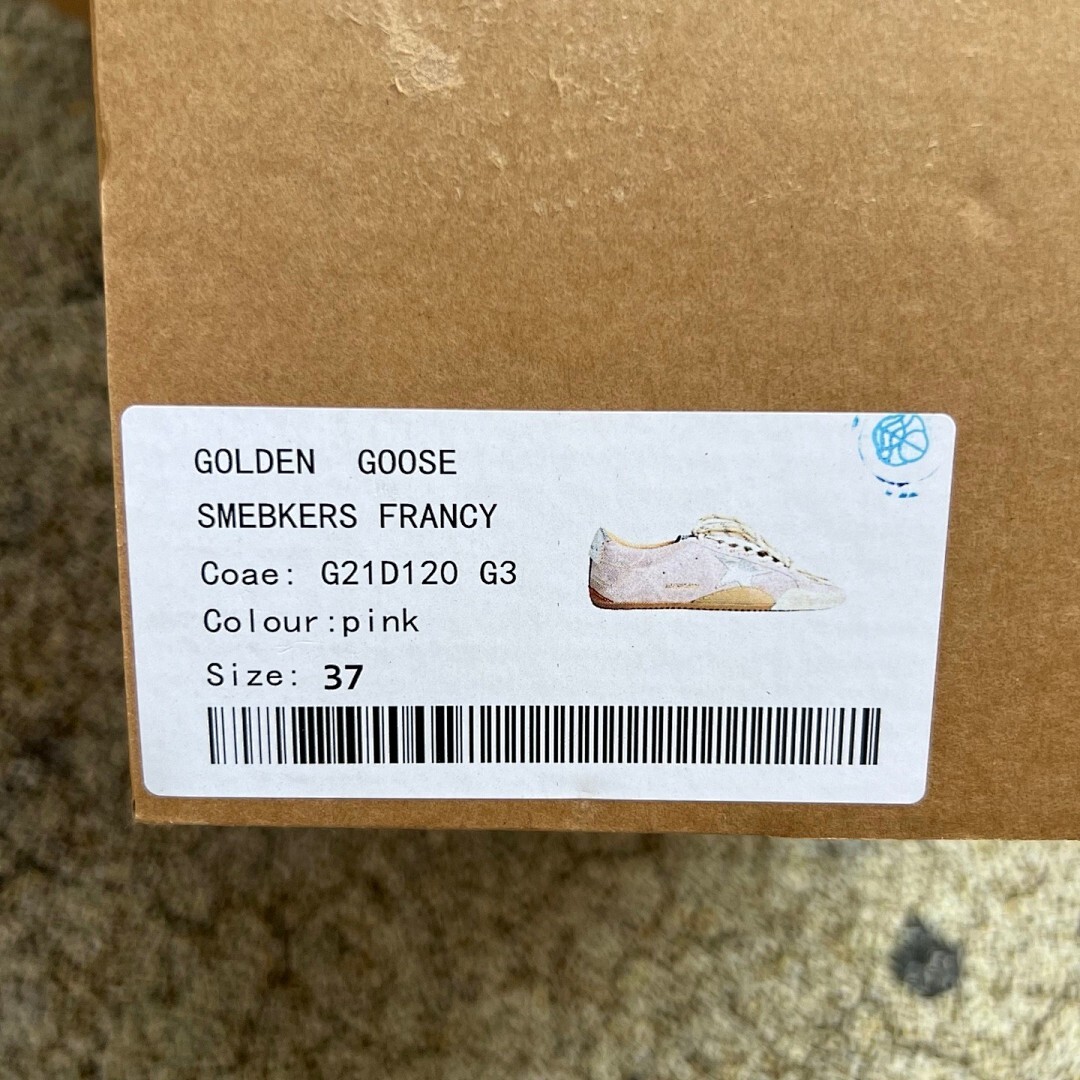 GOLDEN GOOSE
SMEBKERS FRANCY
Coae: G21D120 G3
Colour:pink
Size: 37